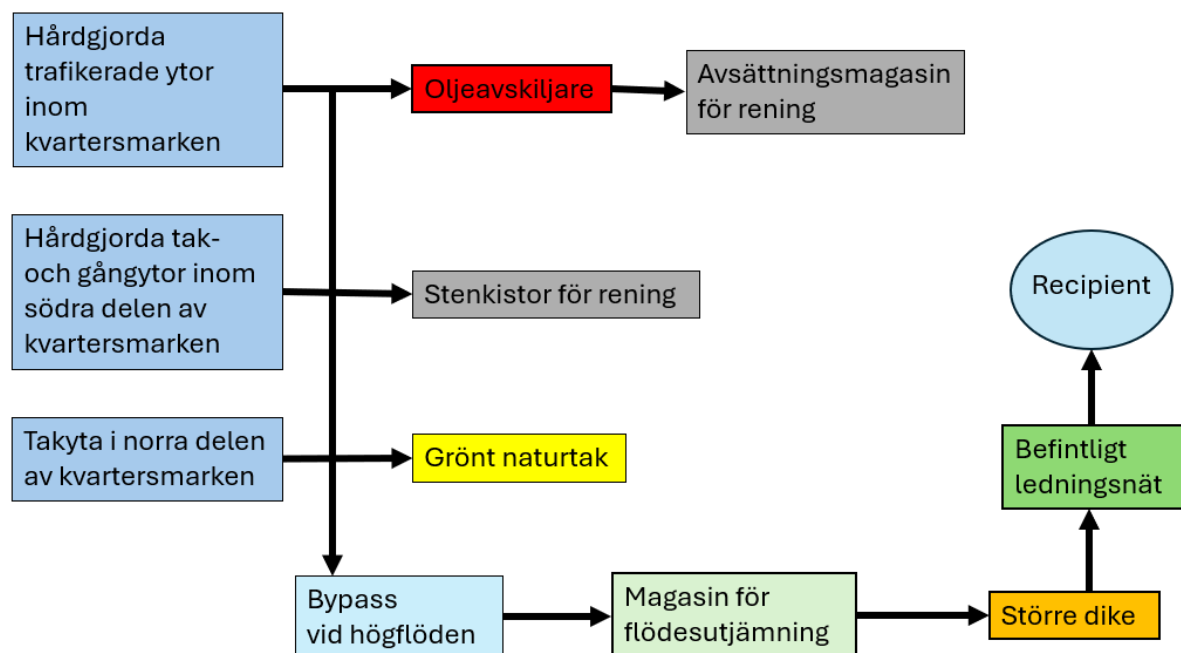 Hårdgjorda
trafikerade ytor
inom
kvartersmarken
Oljeavskiljare
Avsättningsmagasin
för rening
Hårdgjorda tak-
och gångytor inom
södra delen av
kvartersmarken
Stenkistor för rening
Recipient
Takyta i norra delen
av kvartersmarken
Grönt naturtak
Befintligt
ledningsnät
Bypass
vid högflöden
Magasin för
flödesutjämning
Större dike